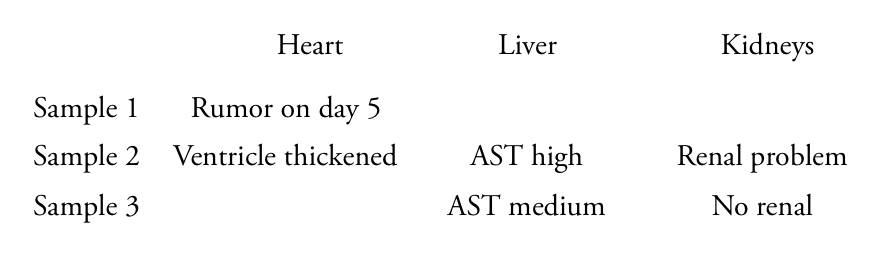 Heart Liver Kidneys
Sample 1 Rumor on day 5
Sample 2 Ventricle thickened AST high Renal problem
Sample 3 AST medium No renal